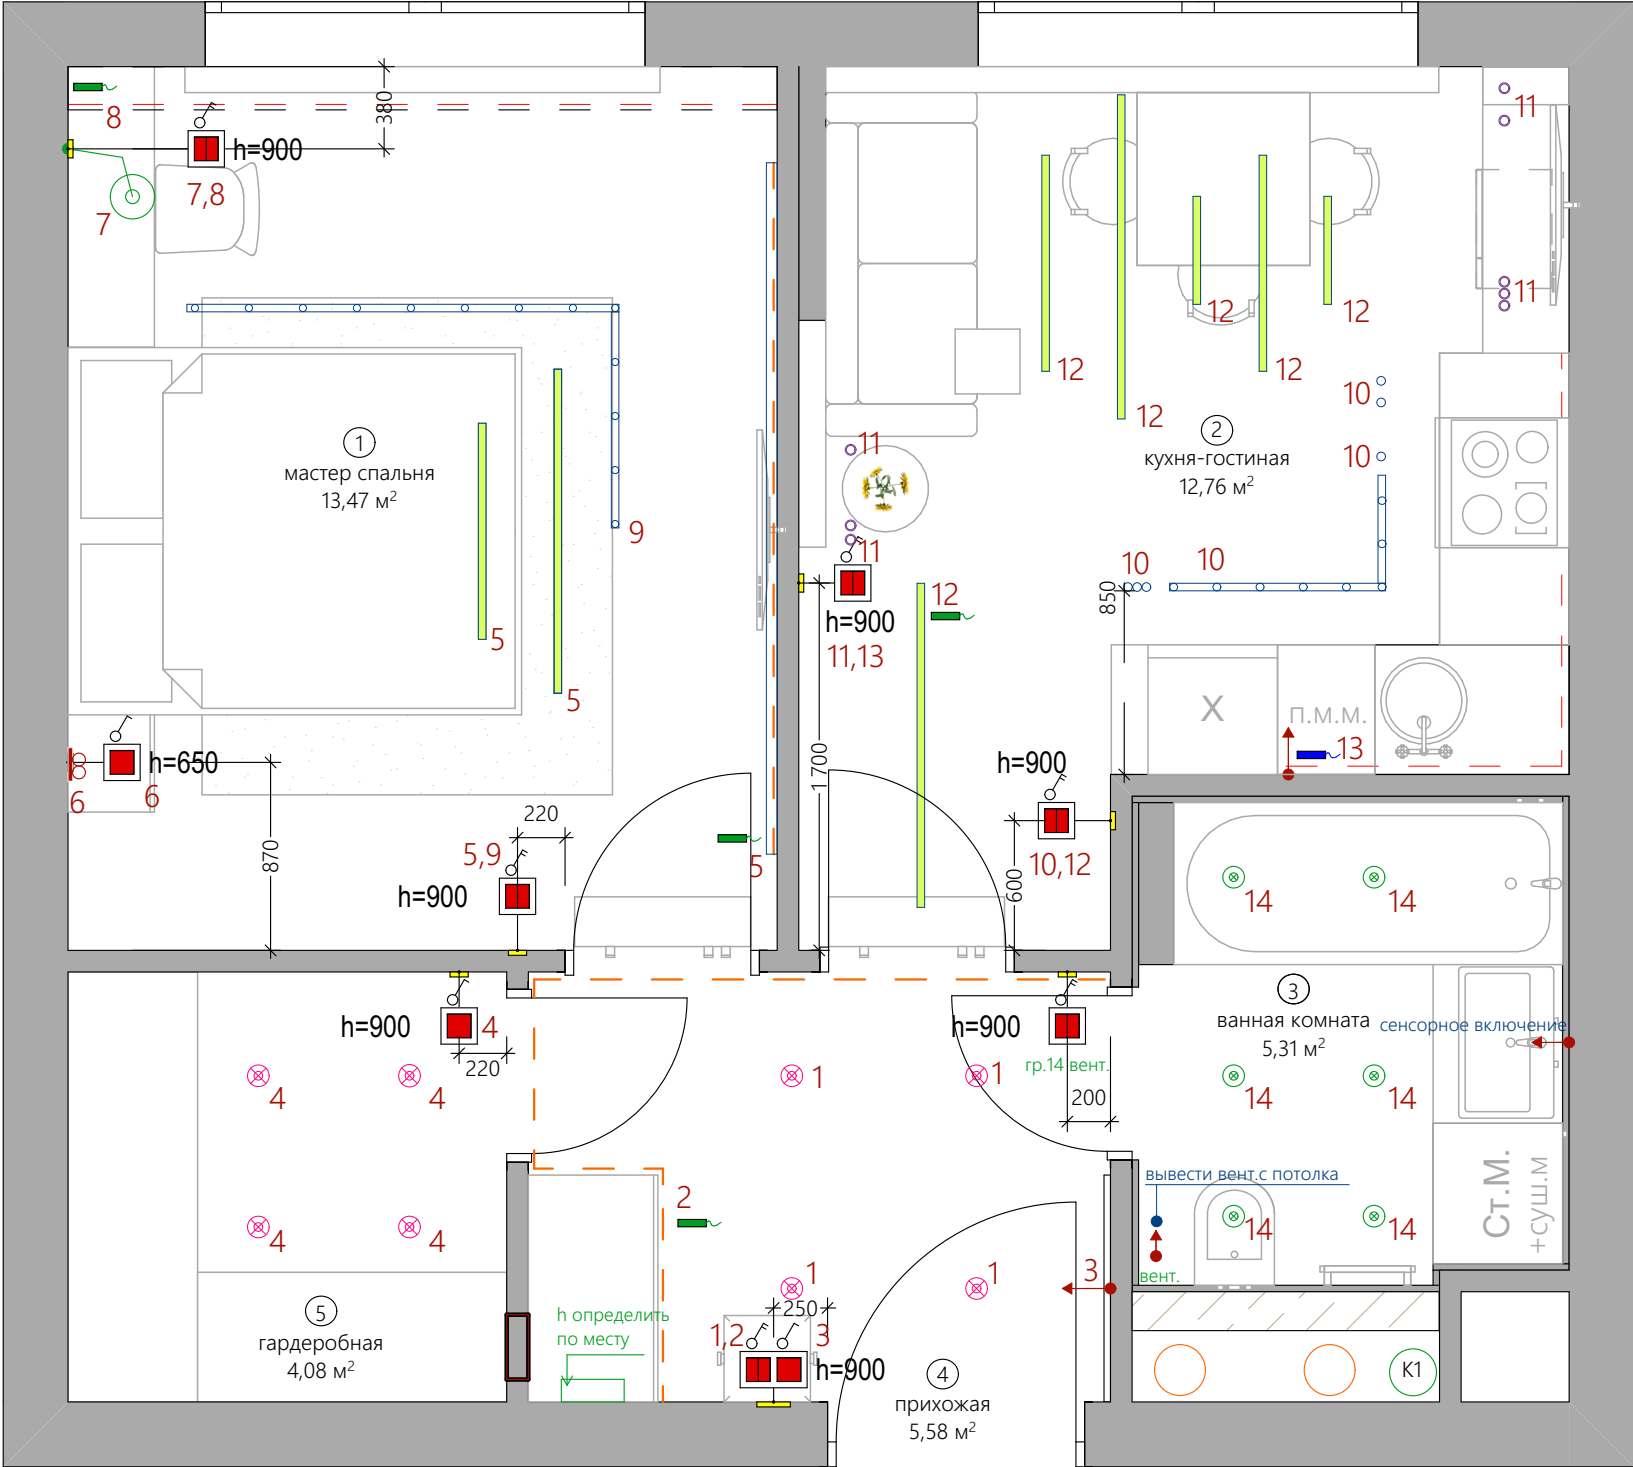 8
380
h=900
7,8
7
11
11
12
12
12
12
12
10
10
10
10
1
мастер спальня
13,47 м²
9
5
5
2
кухня-гостиная
12,76 м²
11
11
h=900
11,13
12
850
X
п.м.м.
13
1 700
h=650
6
6
870
220
5,9
h=900
5
h=900
10,12
600
14
14
h=900
4
220
4
4
4
4
1
1
h=900
гр.14 вент.
200
3
ванная комната
5,31 м²
сенсорное включение
14
14
вывести вент.с потолка
14
14
вент.
Ст.м.
+суш.м
2
1
1
3
h определить
по месту
250
1,2
3
h=900
5
гардеробная
4,08 м²
4
прихожая
5,58 м²
К1